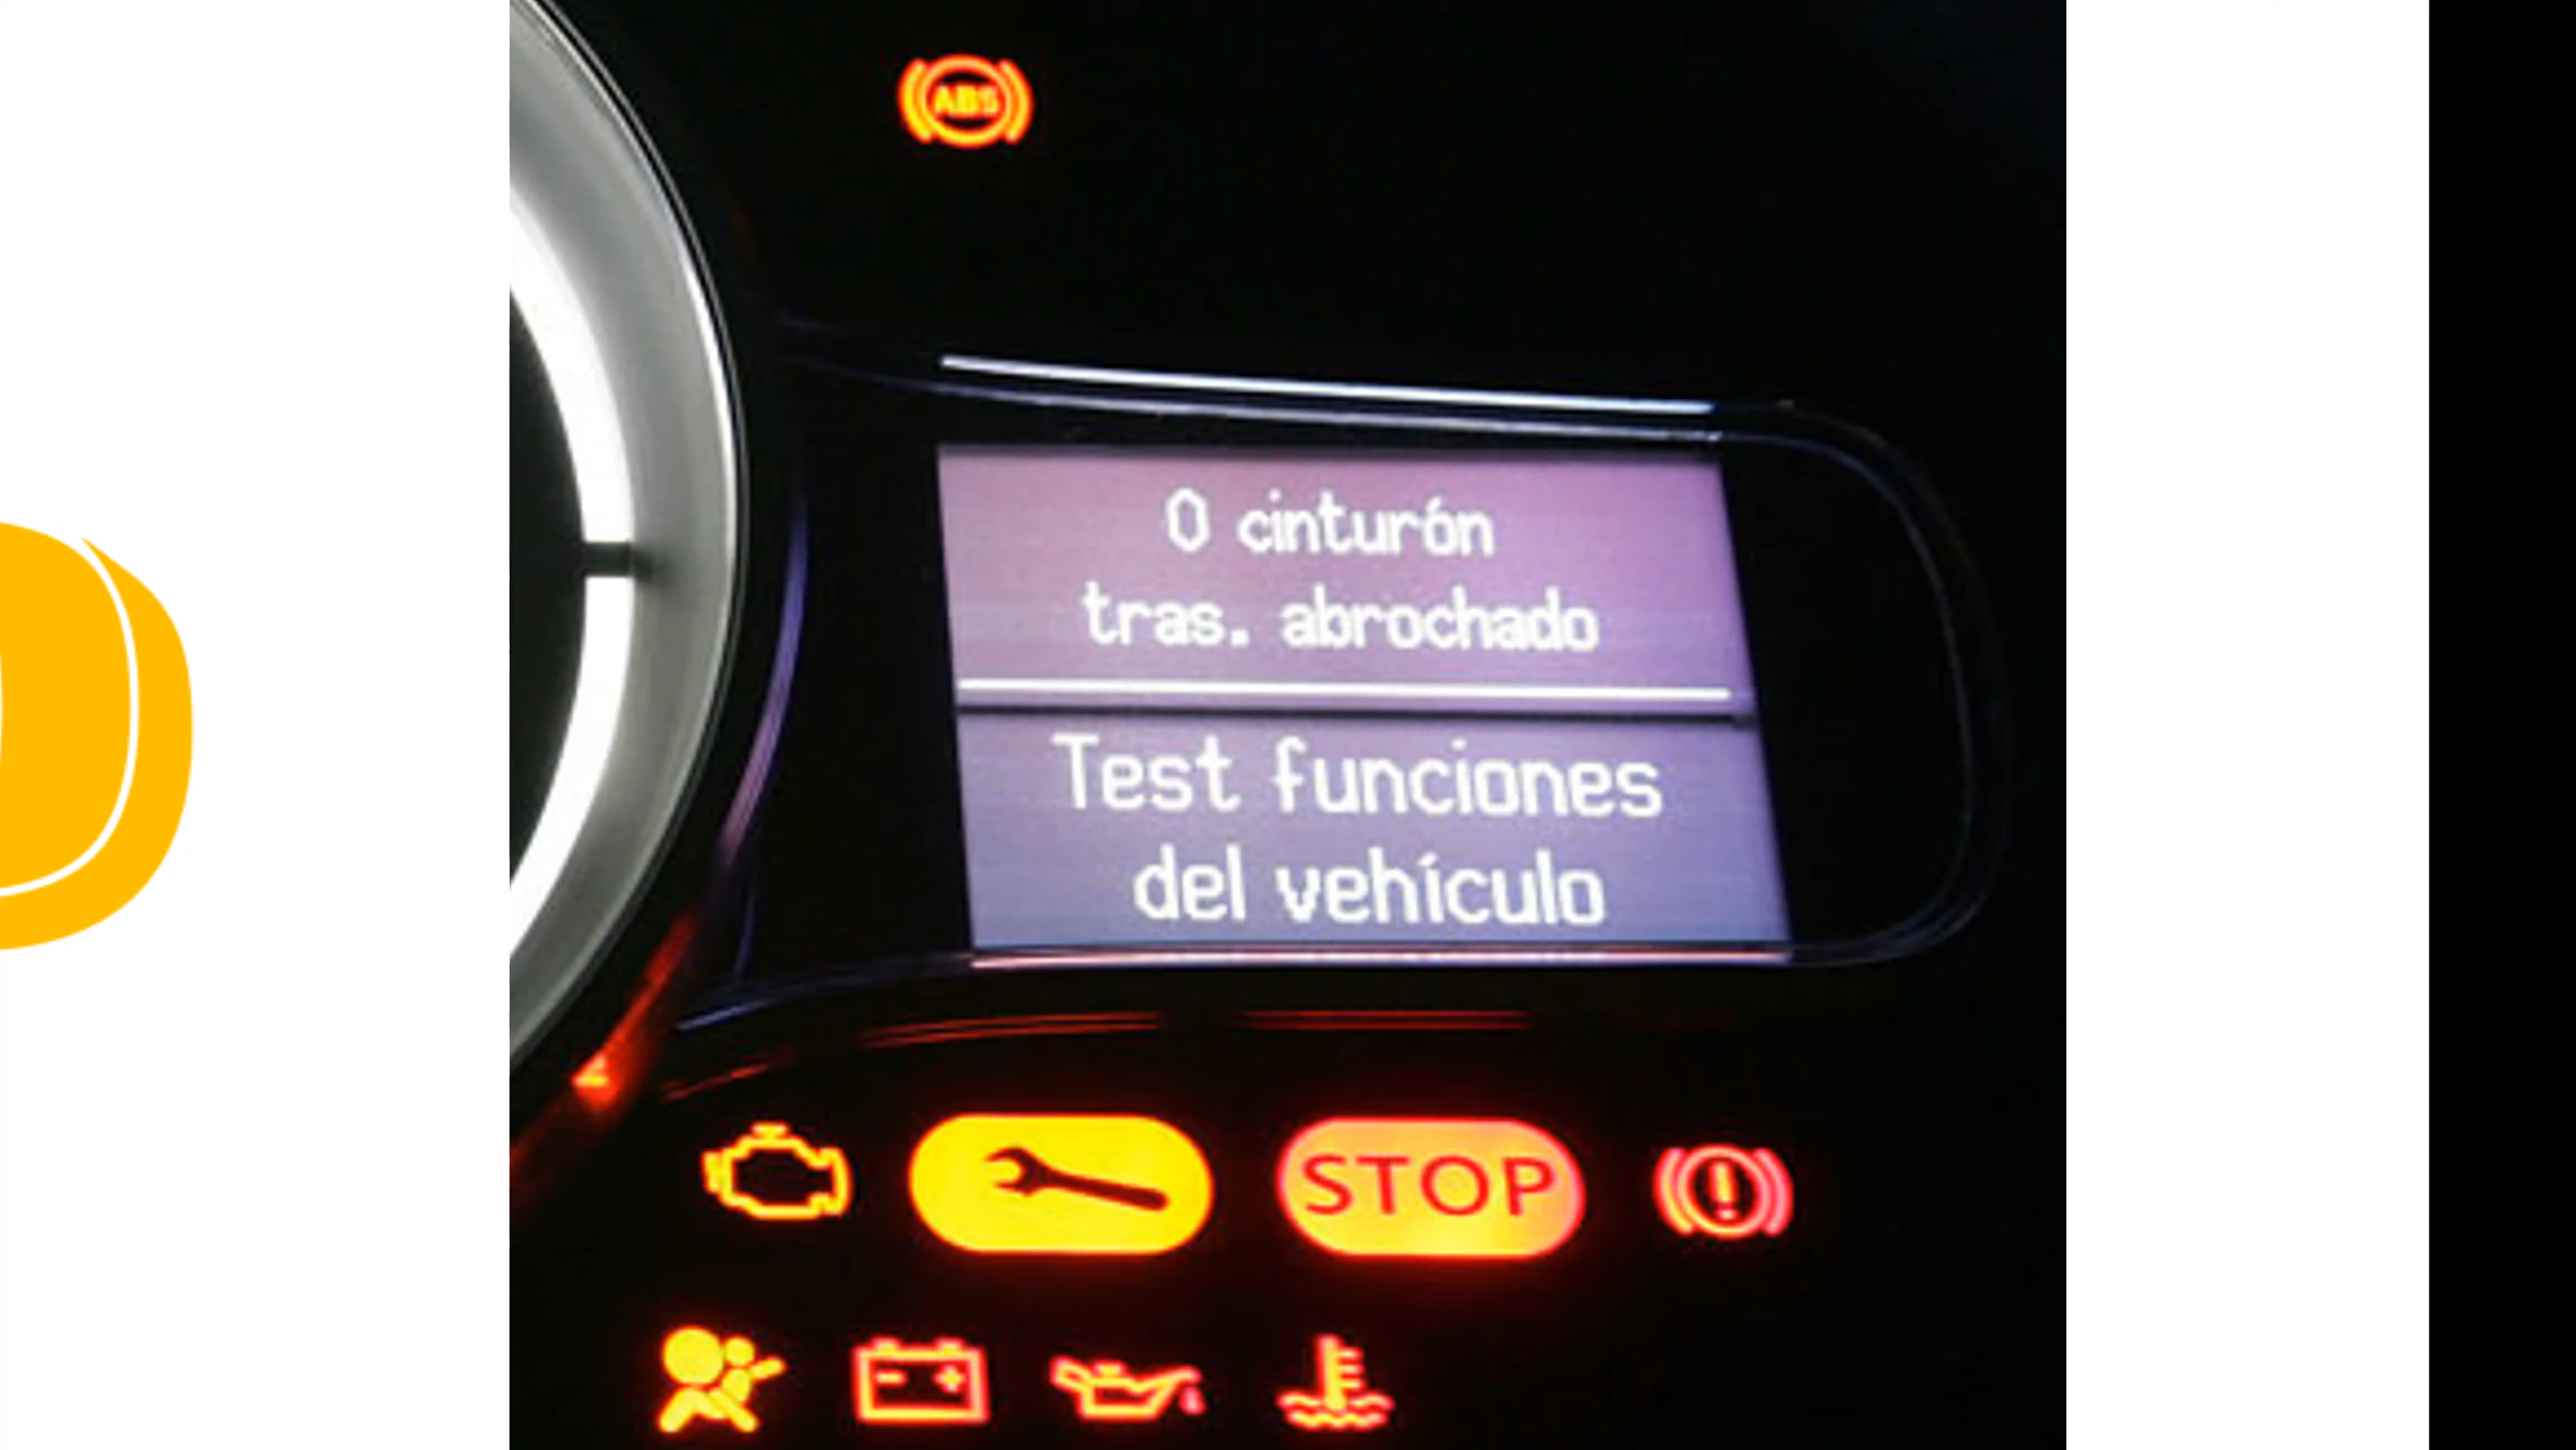 ABS
0 cinturón
tras. abrochado
Test funciones
del vehículo
STOP